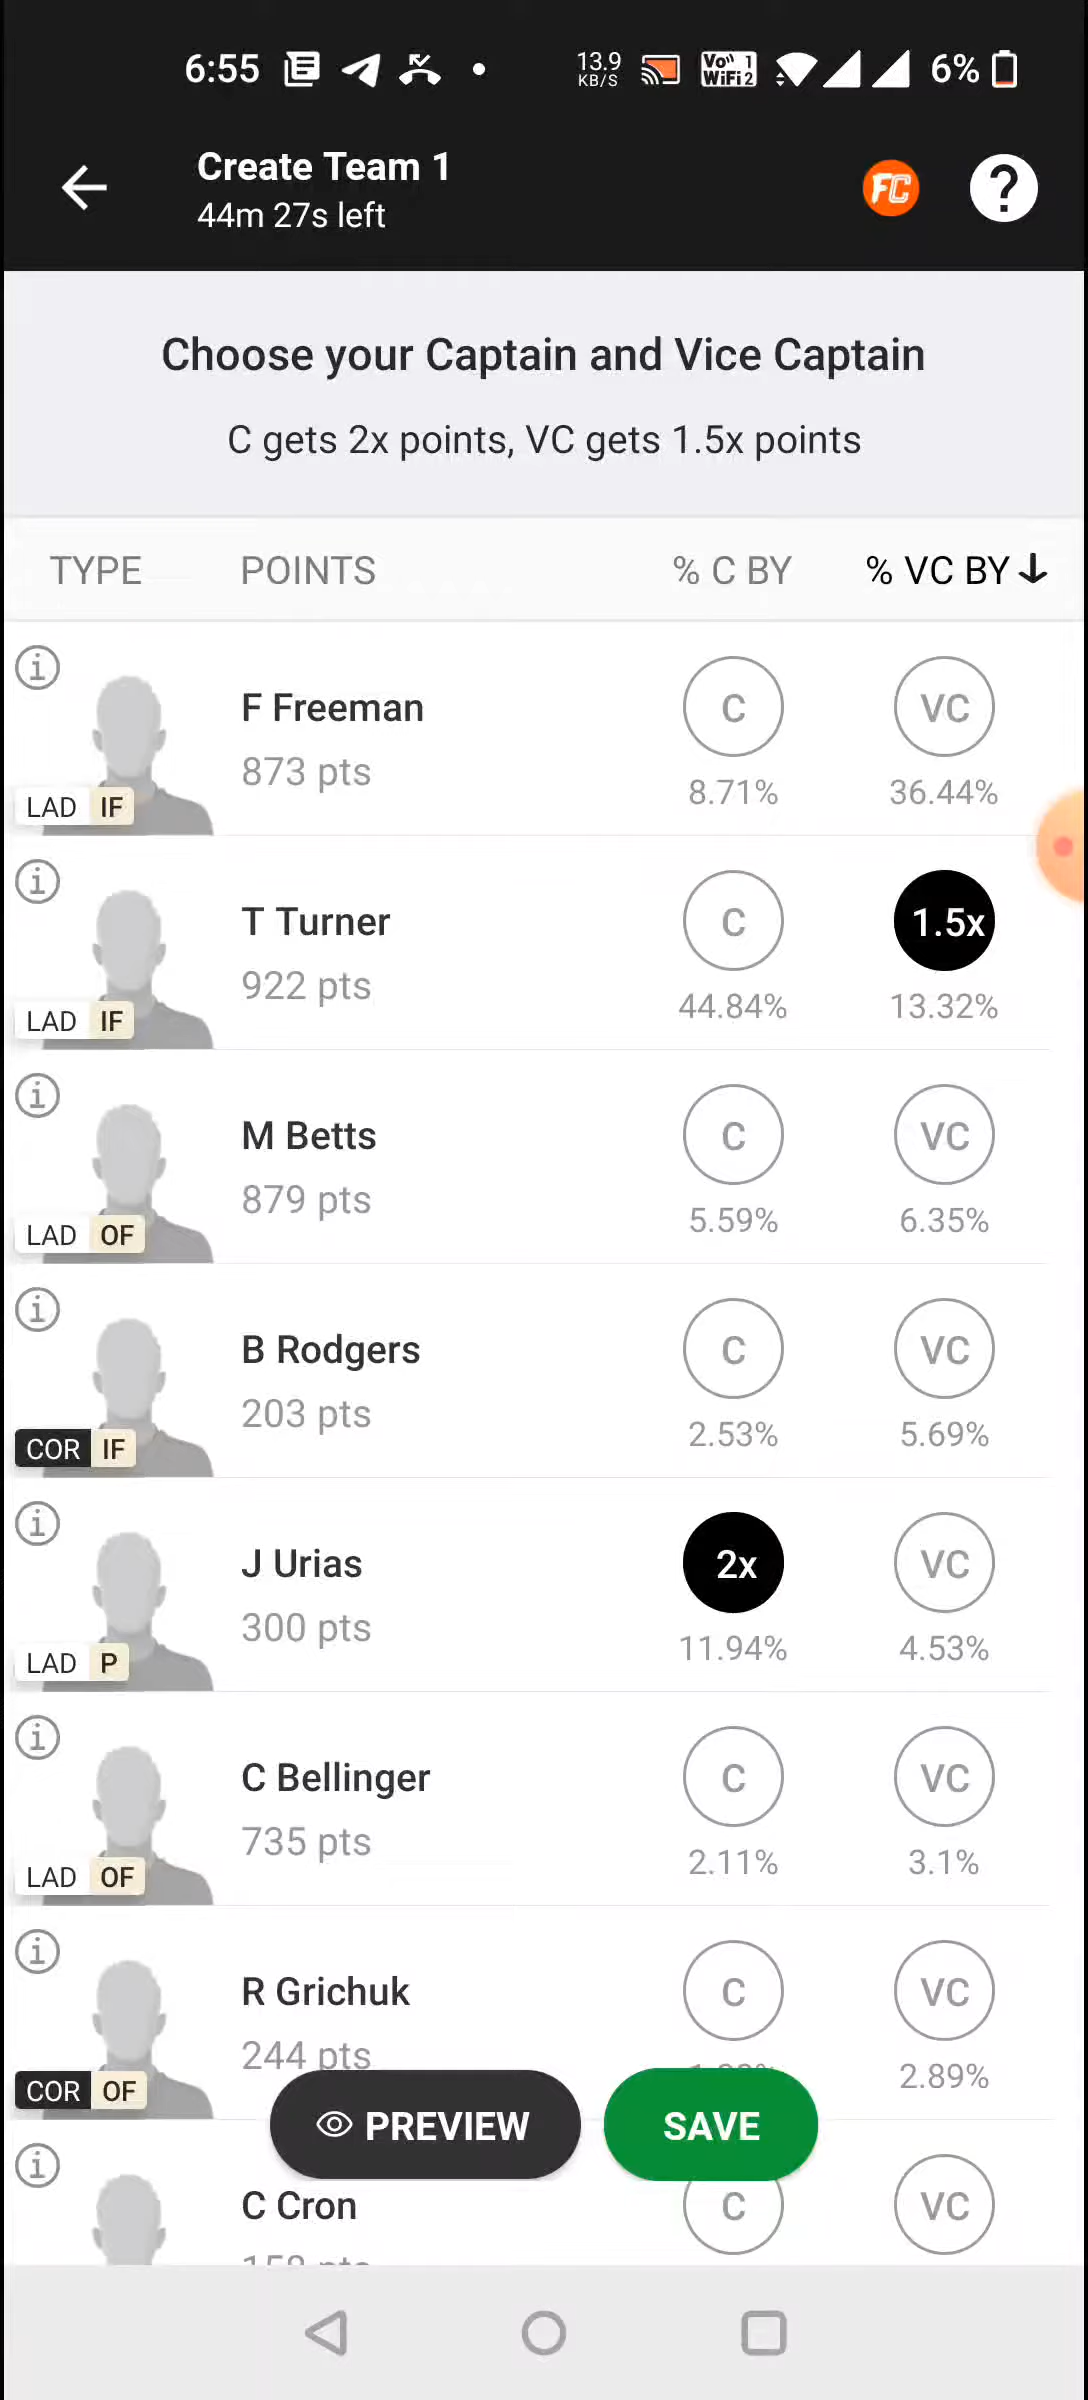 6:55 13.9 KB/S Vo 1 WiFi 2 6%
Create Team 1
44m 27s left
FC ?
Choose your Captain and Vice Captain
C gets 2x points, VC gets 1.5x points
TYPE POINTS % C BY % VC BY
i
F Freeman C VC
873 pts 8.71% 36.44%
LAD IF
i
T Turner C 1.5x
922 pts 44.84% 13.32%
LAD IF
i
M Betts C VC
879 pts 5.59% 6.35%
LAD OF
i
B Rodgers C VC
203 pts 2.53% 5.69%
COR IF
i
J Urias 2x VC
300 pts 11.94% 4.53%
LAD P
i
C Bellinger C VC
735 pts 2.11% 3.1%
LAD OF
i
R Grichuk C VC
244 pts 2.89%
COR OF
PREVIEW SAVE
i
C Cron C VC